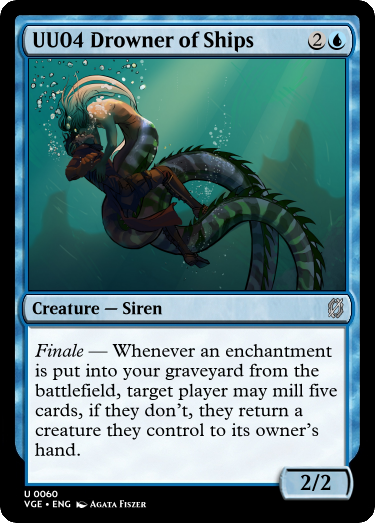 UU04 Drowner of Ships 2
Creature — Siren
Finale — Whenever an enchantment
is put into your graveyard from the
battlefield, target player may mill five
cards, if they don't, they return a
creature they control to its owner's
hand.
2/2
U 0060
VGE • ENG Agata Fiszer